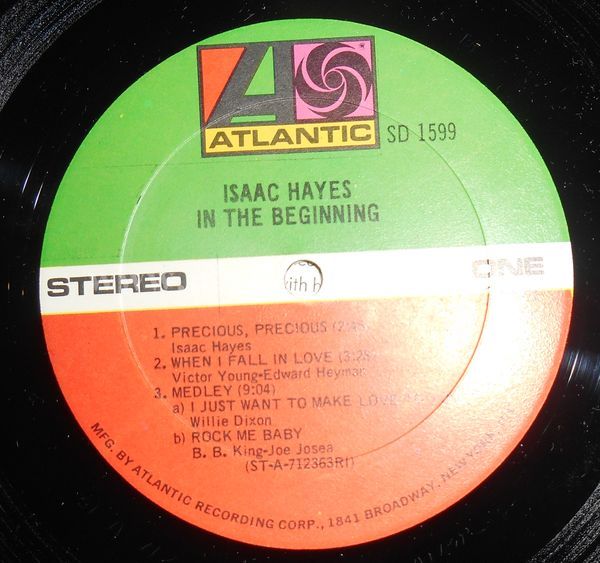 ATLANTIC
SD 1599
ISAAC HAYES
IN THE BEGINNING
STEREO
ONE
1. PRECIOUS, PRECIOUS
Isaac Hayes
2. WHEN I FALL IN LOVE
Victor Young-Edward Heyman
3. MEDLEY (9:04)
a) I JUST WANT TO MAKE LOVE
Willie Dixon
b) ROCK ME BABY
B. B. King-Joe Josea
(ST-A-712363RI)
MFG. BY ATLANTIC RECORDING CORP., 1841 BROADWAY, NEW YORK,